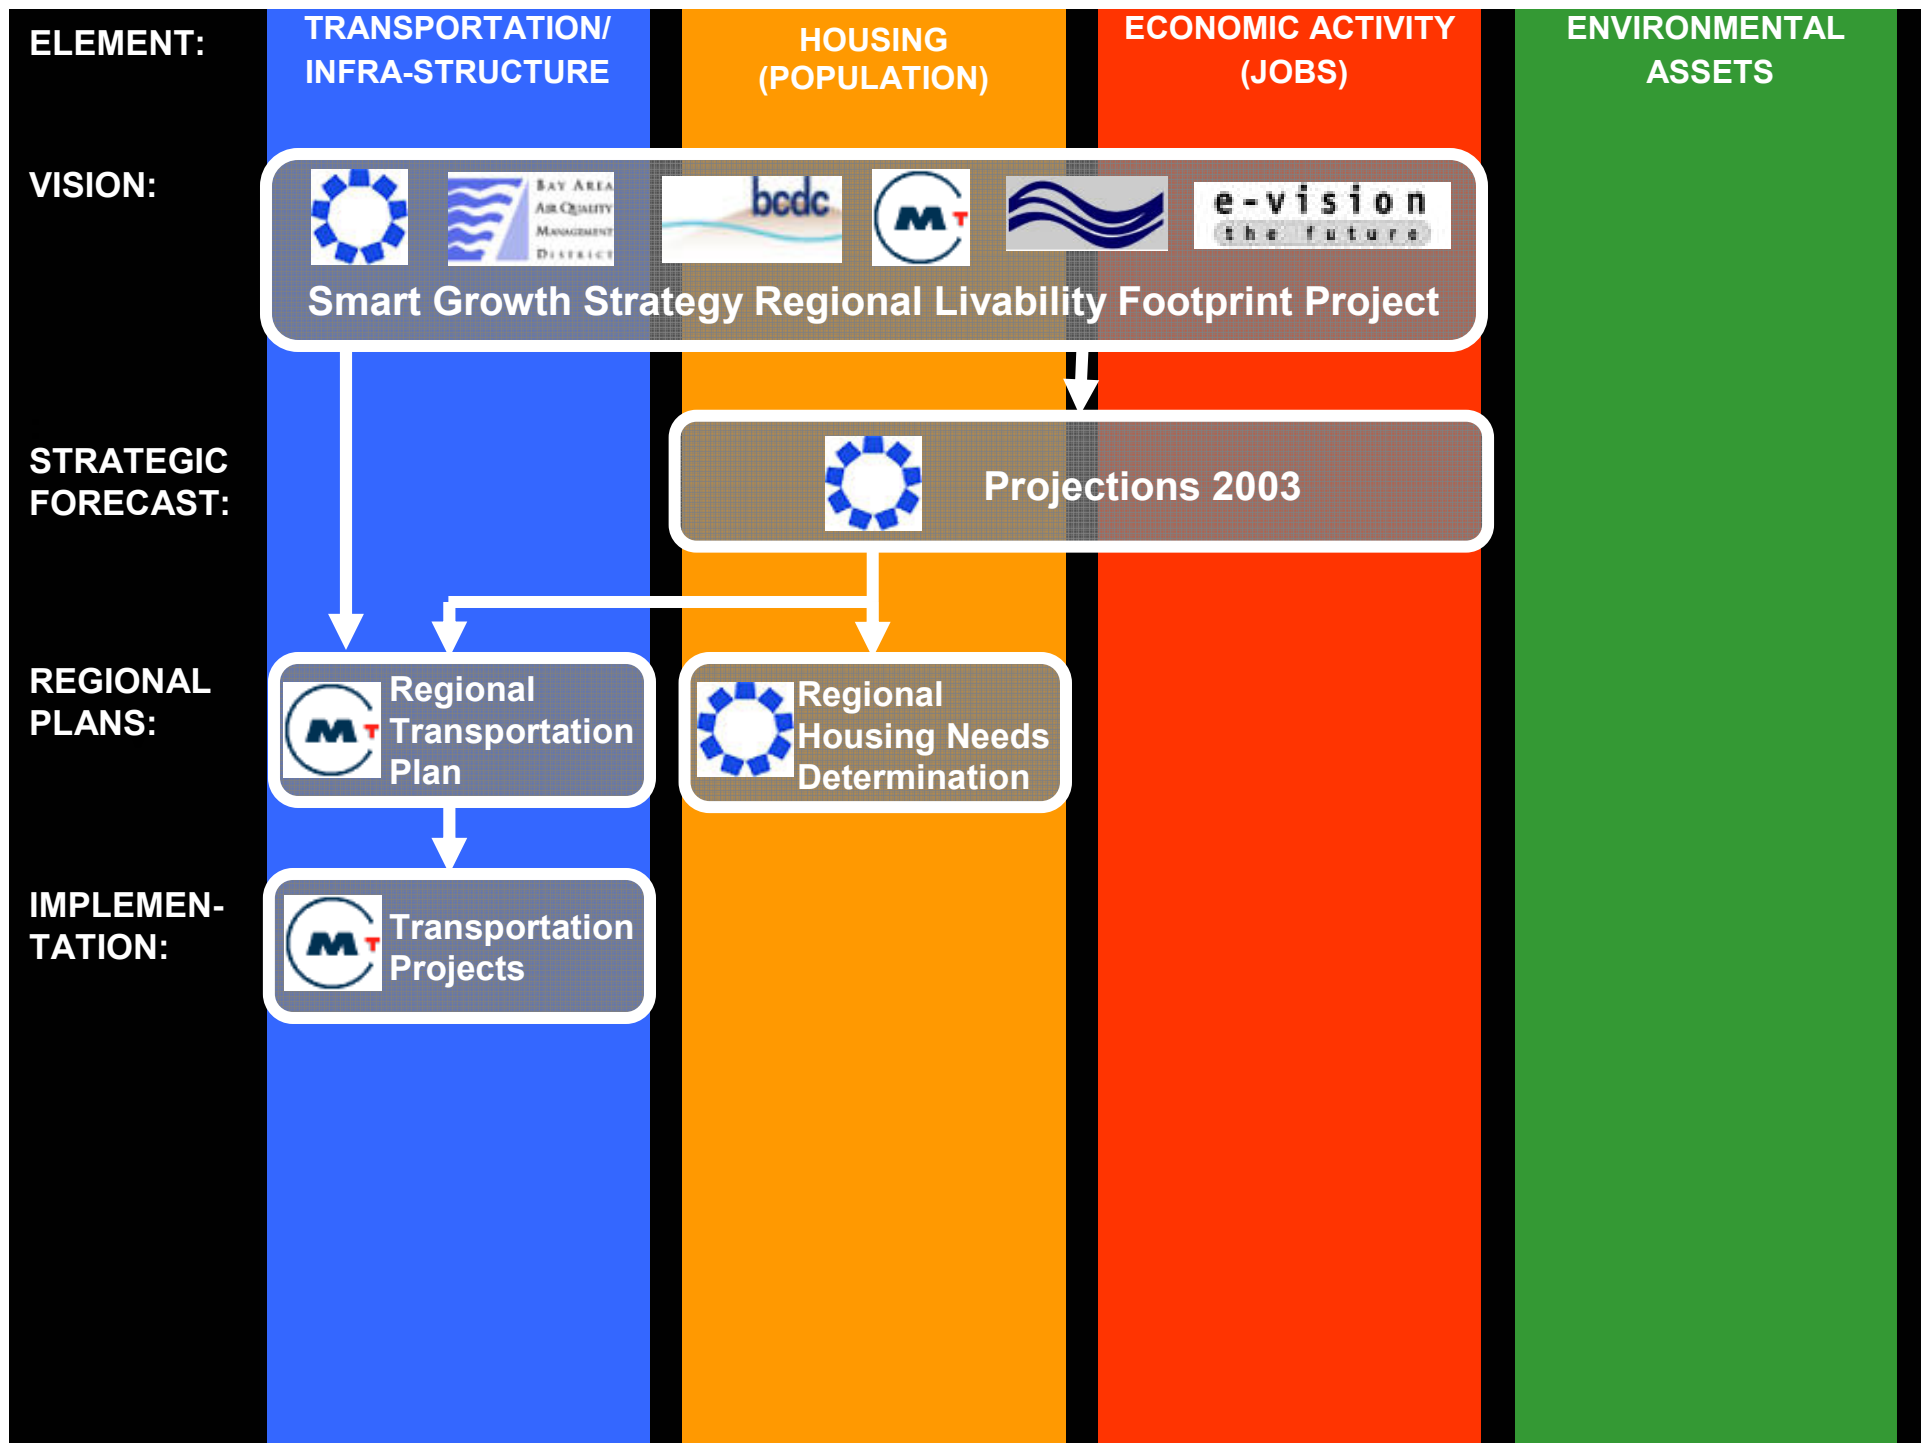 ELEMENT:
TRANSPORTATION/
INFRA-STRUCTURE
HOUSING
(POPULATION)
ECONOMIC ACTIVITY
(JOBS)
ENVIRONMENTAL
ASSETS
VISION:
BAY AREA
AIR QUALITY
MANAGEMENT
DISTRICT
bcdc
M T
e-vision
the future
Smart Growth Strategy Regional Livability Footprint Project
STRATEGIC
FORECAST:
Projections 2003
REGIONAL
PLANS:
M T
Regional
Transportation
Plan
Regional
Housing Needs
Determination
IMPLEMEN-
TATION:
M T
Transportation
Projects